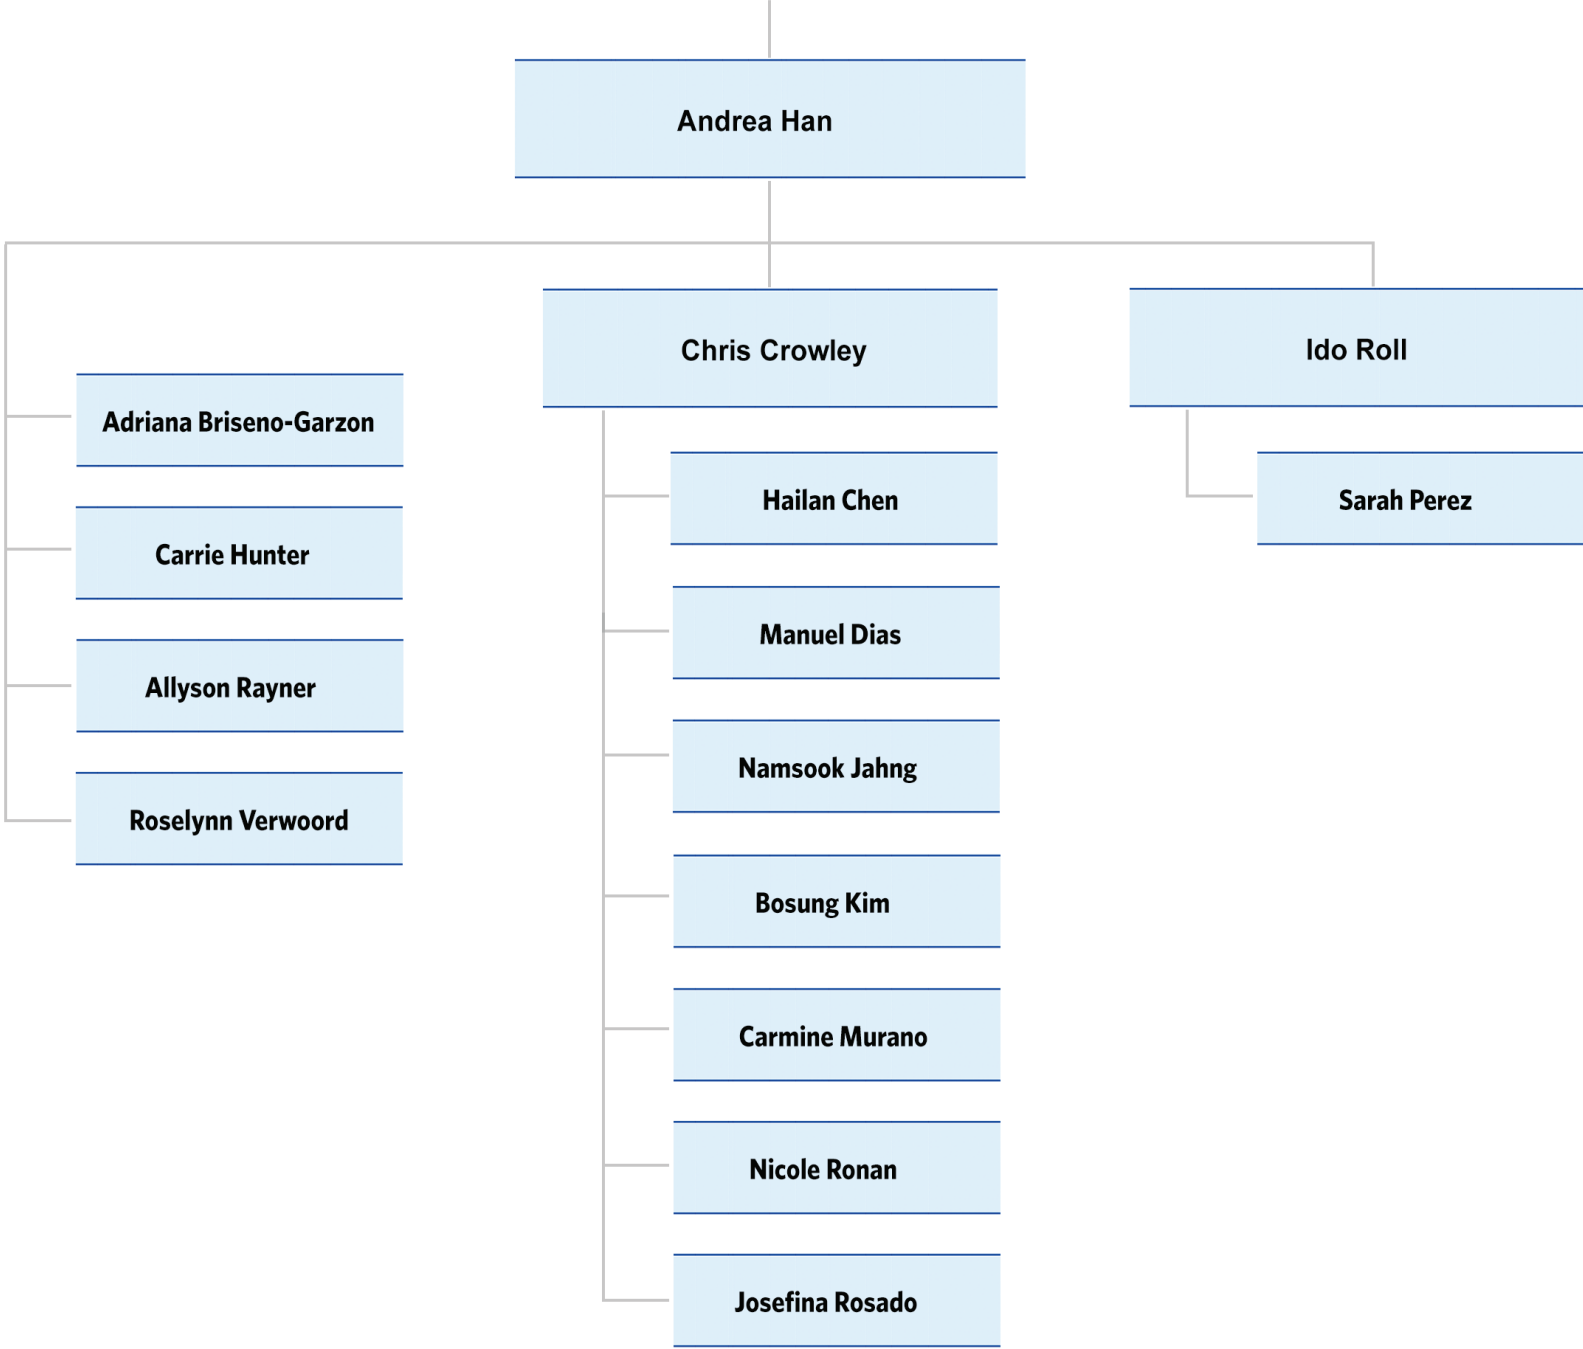 Andrea Han
Chris Crowley
Ido Roll
Adriana Briseno-Garzon
Carrie Hunter
Allyson Rayner
Roselynn Verwoord
Hailan Chen
Manuel Dias
Namsook Jahng
Bosung Kim
Carmine Murano
Nicole Ronan
Josefina Rosado
Sarah Perez